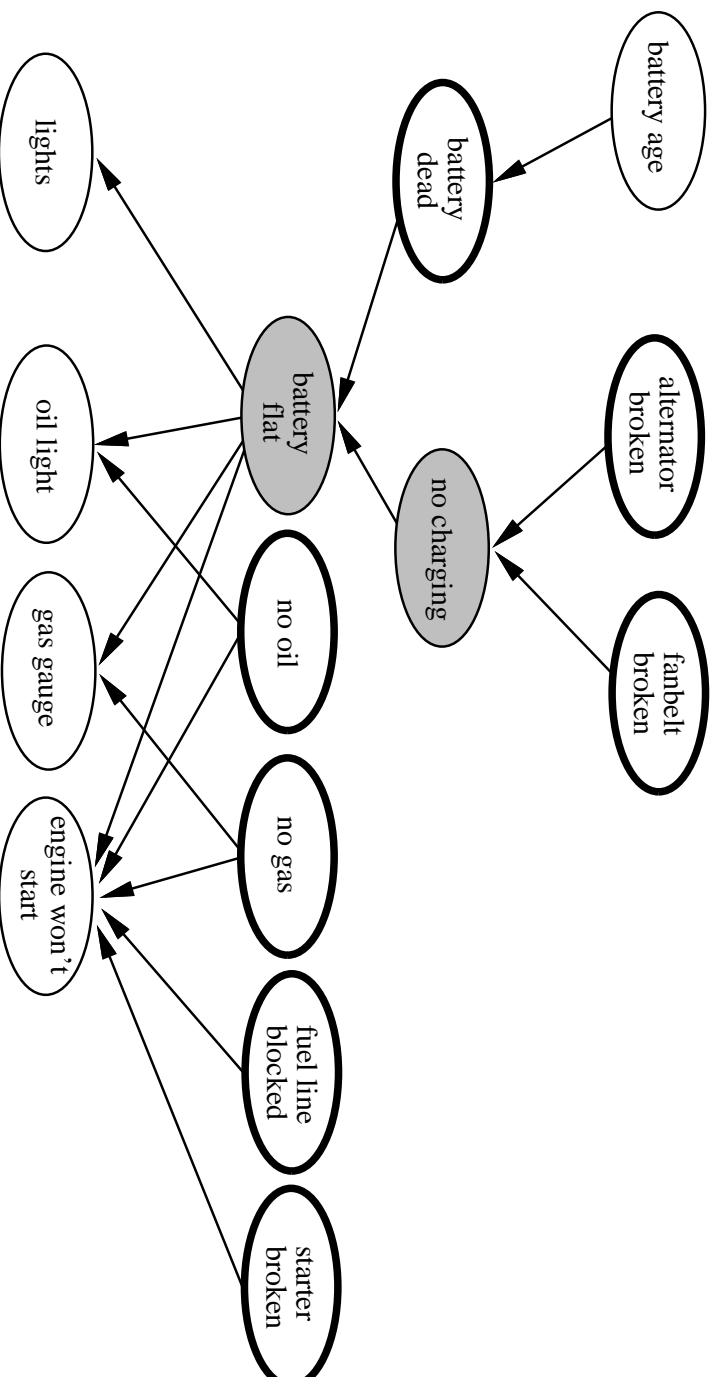 battery age
alternator
broken
fanbelt
broken
battery
dead
no charging
battery
flat
no oil
no gas
fuel line
blocked
starter
broken
lights
oil light
gas gauge
engine won't
start